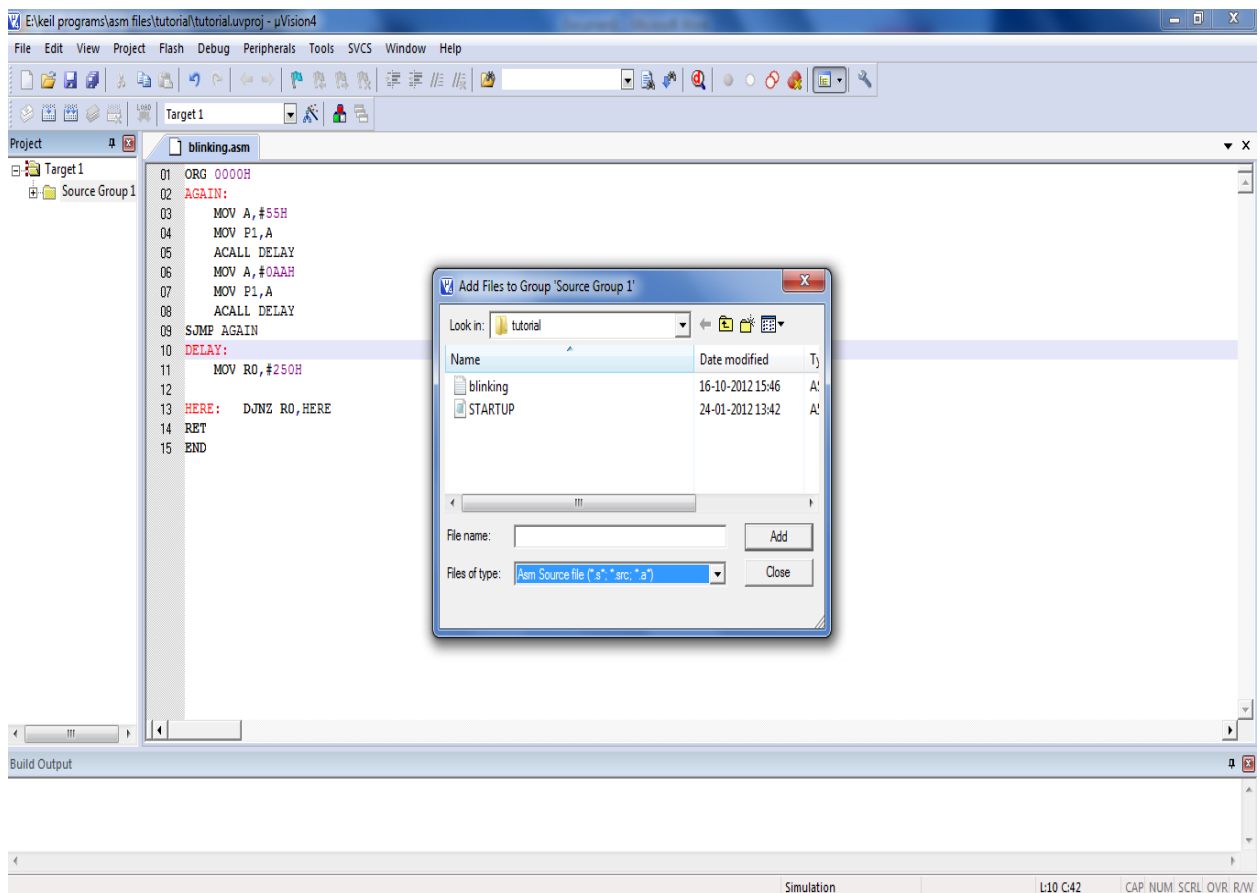 E:\keil programs\asm files\tutorial\tutorial.uvproj - µVision4
File Edit View Project Flash Debug Peripherals Tools SVCS Window Help
LOAD Target 1
Project
blinking.asm
Target 1
Source Group 1
01 ORG 0000H
02 AGAIN:
03 MOV A,#55H
04 MOV P1,A
05 ACALL DELAY
06 MOV A,#0AAH
07 MOV P1,A
08 ACALL DELAY
09 SJMP AGAIN
10 DELAY:
11 MOV R0,#250H
12
13 HERE: DJNZ R0,HERE
14 RET
15 END
Add Files to Group 'Source Group 1'
Look in: tutorial
Name Date modified
blinking 16-10-2012 15:46
STARTUP 24-01-2012 13:42
File name: Add
Files of type: Asm Source file (*.s*; *.src; *.a*) Close
Build Output
Simulation L:10 C:42 CAP NUM SCRL OVR R/W